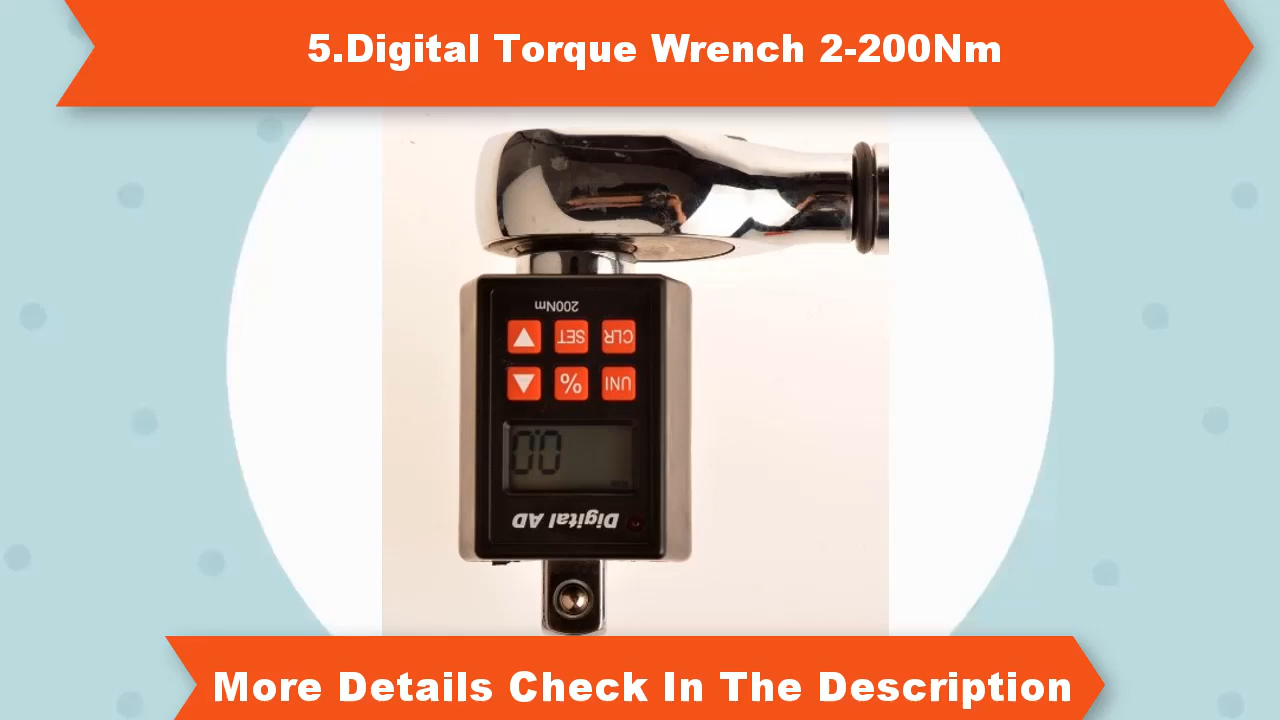 5.Digital Torque Wrench 2-200Nm
200Nm
▲ SET CLR
▼ % UNI
0.0
Digital AD
More Details Check In The Description